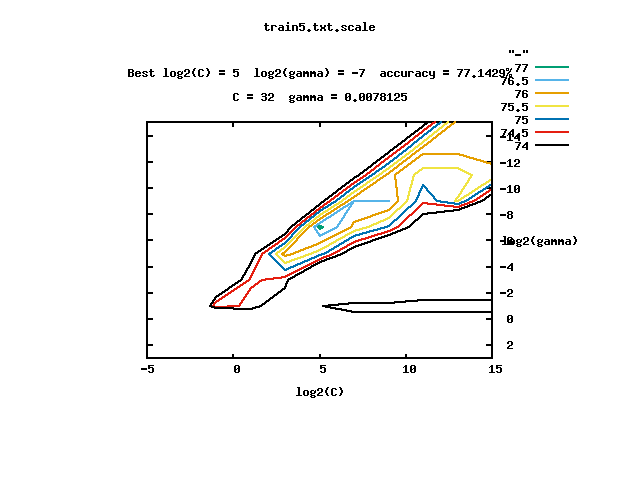 train5.txt.scale
"-"
Best log2(C) = 5 log2(gamma) = -7 accuracy = 77.1429%
77
76.5
C = 32 gamma = 0.0078125
76
75.5
75
74.5
-14
74
-12
-10
-8
-6
log2(gamma)
-4
-2
0
2
-5 0 5 10 15
log2(C)